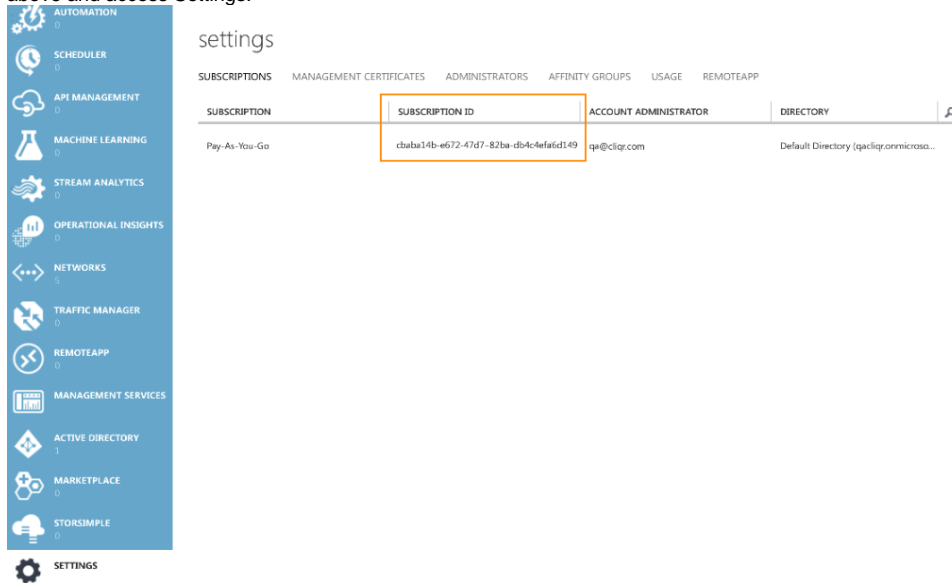 above and access Settings.
AUTOMATION
0
SCHEDULER
0
API MANAGEMENT
0
MACHINE LEARNING
0
STREAM ANALYTICS
0
OPERATIONAL INSIGHTS
0
NETWORKS
5
TRAFFIC MANAGER
0
REMOTEAPP
0
MANAGEMENT SERVICES
ACTIVE DIRECTORY
1
MARKETPLACE
0
STORSIMPLE
0
SETTINGS
settings
SUBSCRIPTIONS MANAGEMENT CERTIFICATES ADMINISTRATORS AFFINITY GROUPS USAGE REMOTEAPP
SUBSCRIPTION SUBSCRIPTION ID ACCOUNT ADMINISTRATOR DIRECTORY
Pay-As-You-Go cbaba14b-e672-47d7-82ba-db4c4efa6d149 qa@cliqr.com Default Directory (qacliqr.onmicroso...